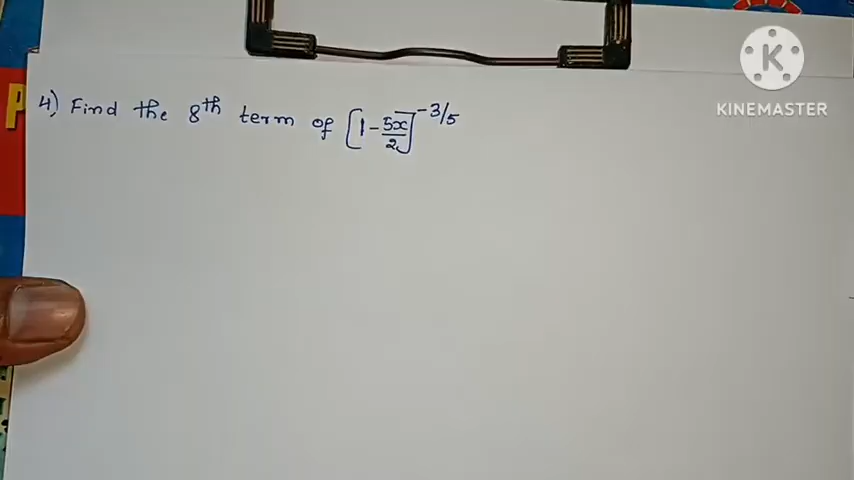 K
KINEMASTER
P
4) Find the 8th term of [1 - 5x/2]^-3/5